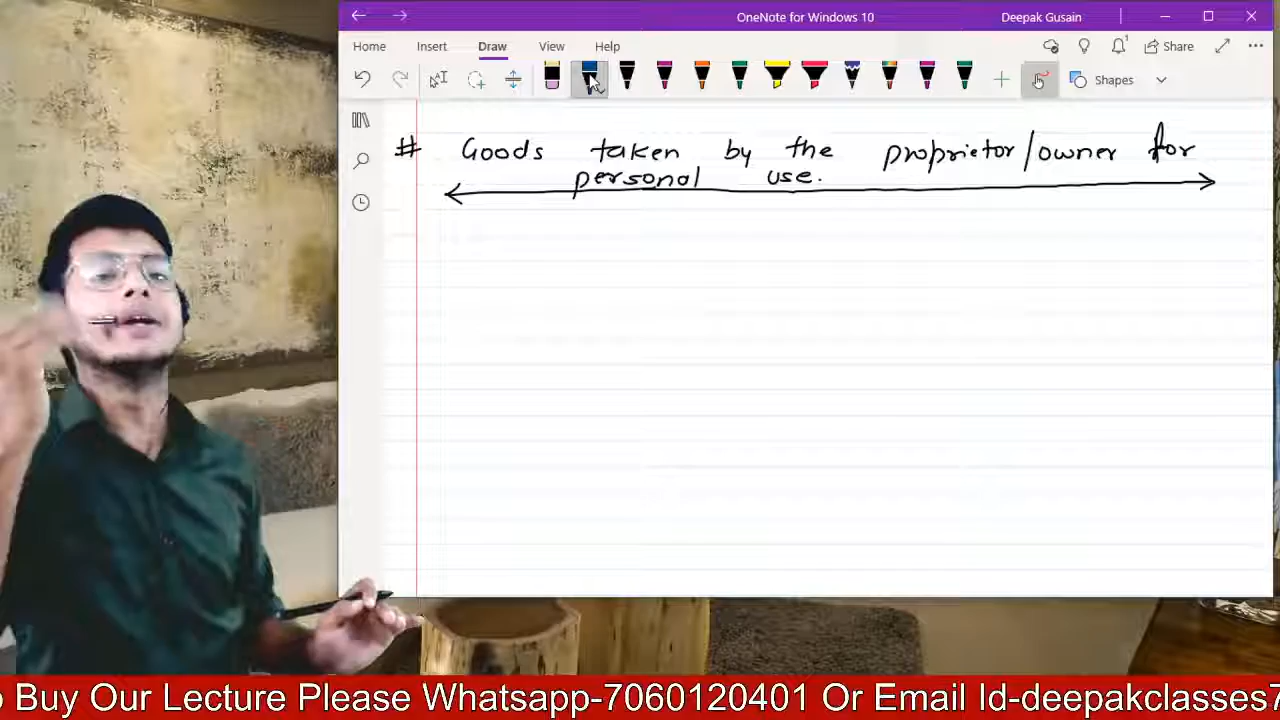 OneNote for Windows 10
Deepak Gusain
Home Insert Draw View Help
Share
Shapes
# Goods taken by the proprietor/owner for
personal use.
o Buy Our Lecture Please Whatsapp-7060120401 Or Email Id-deepakclasses7